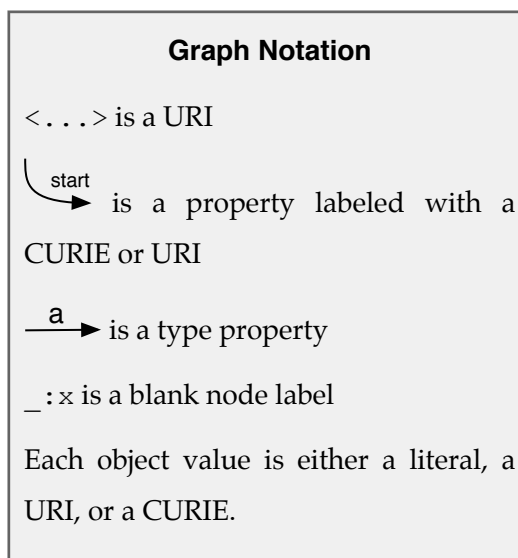 Graph Notation
<...> is a URI
start
is a property labeled with a
CURIE or URI
a
is a type property
_:x is a blank node label
Each object value is either a literal, a
URI, or a CURIE.